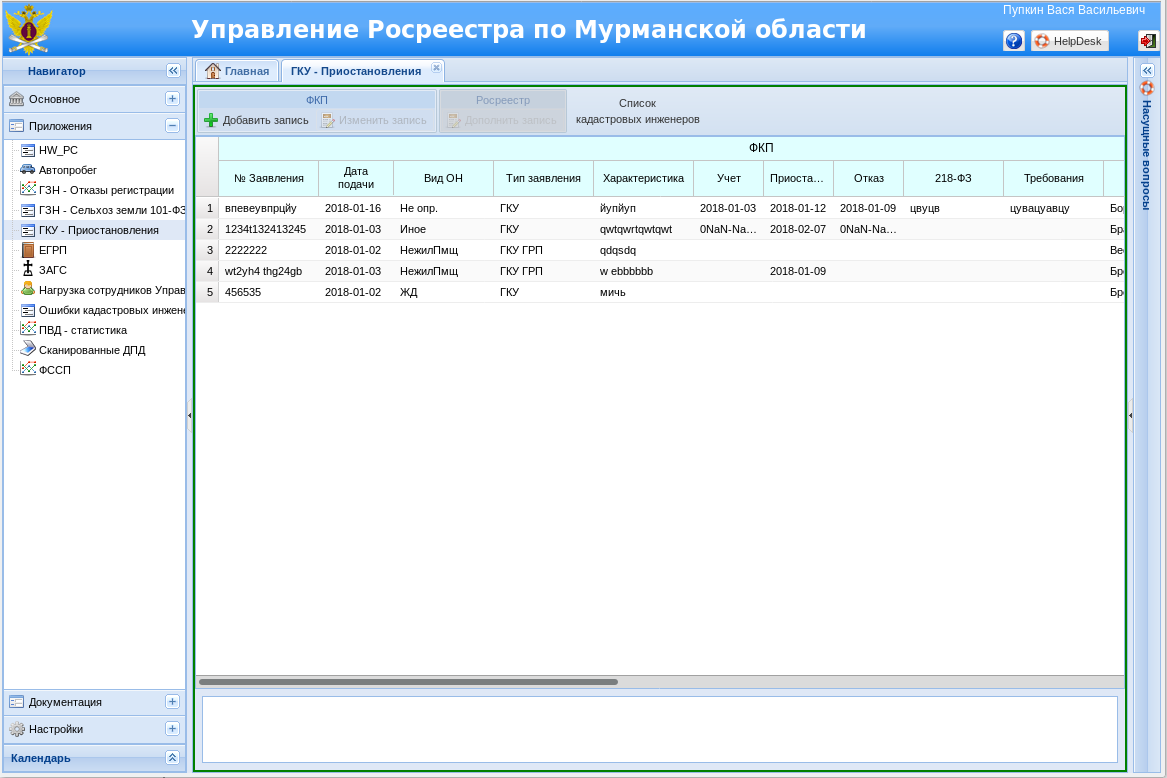 Пупкин Вася Васильевич
Управление Росреестра по Мурманской области
HelpDesk
Навигатор
Основное
Приложения
HW_PC
Автопробег
ГЗН - Отказы регистрации
ГЗН - Сельхоз земли 101-ФЗ
ГКУ - Приостановления
ЕГРП
ЗАГС
Нагрузка сотрудников Управ
Ошибки кадастровых инжен
ПВД - статистика
Сканированные ДПД
ФССП
Документация
Настройки
Календарь
Главная ГКУ - Приостановления
ФКП Росреестр
Добавить запись Изменить запись Дополнить запись
Список
кадастровых инженеров
ФКП
№ Заявления Дата подачи Вид ОН Тип заявления Характеристика Учет Приоста… Отказ 218-ФЗ Требования
1 впевеувпрцйу 2018-01-16 Не опр. ГКУ йупйуп 2018-01-03 2018-01-12 2018-01-09 цвуцв цувацуавцу Бо
2 1234t132413245 2018-01-03 Иное ГКУ qwtqwrtqwtqwt 0NaN-Na… 2018-02-07 0NaN-Na… Бр
3 2222222 2018-01-02 НежилПмщ ГКУ ГРП qdqsdq Ве
4 wt2yh4 thg24gb 2018-01-03 НежилПмщ ГКУ ГРП w ebbbbbb 2018-01-09 Бр
5 456535 2018-01-02 ЖД ГКУ мичь Бр
Насущные вопросы